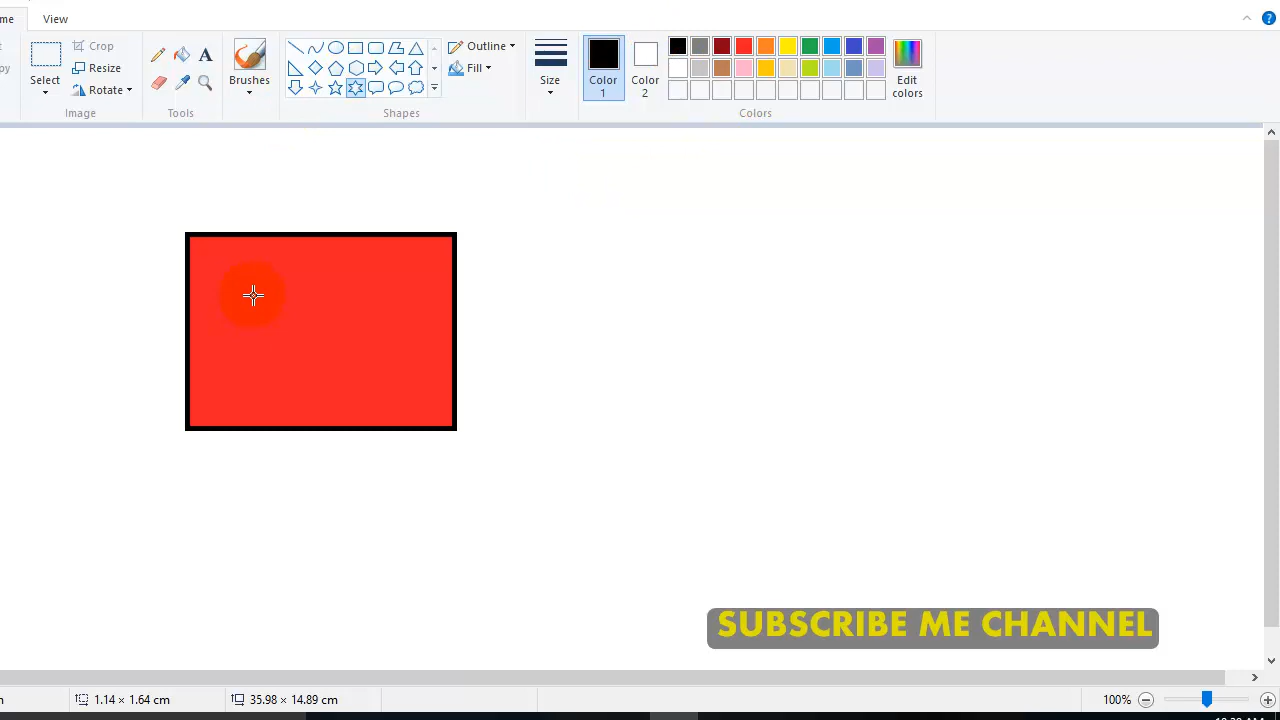 me View
Crop
Resize
Rotate
Select
Image
Tools
Brushes
Shapes
Outline
Fill
Size
Color 1
Color 2
Edit colors
Colors
SUBSCRIBE ME CHANNEL
1.14 × 1.64 cm
35.98 × 14.89 cm
100%